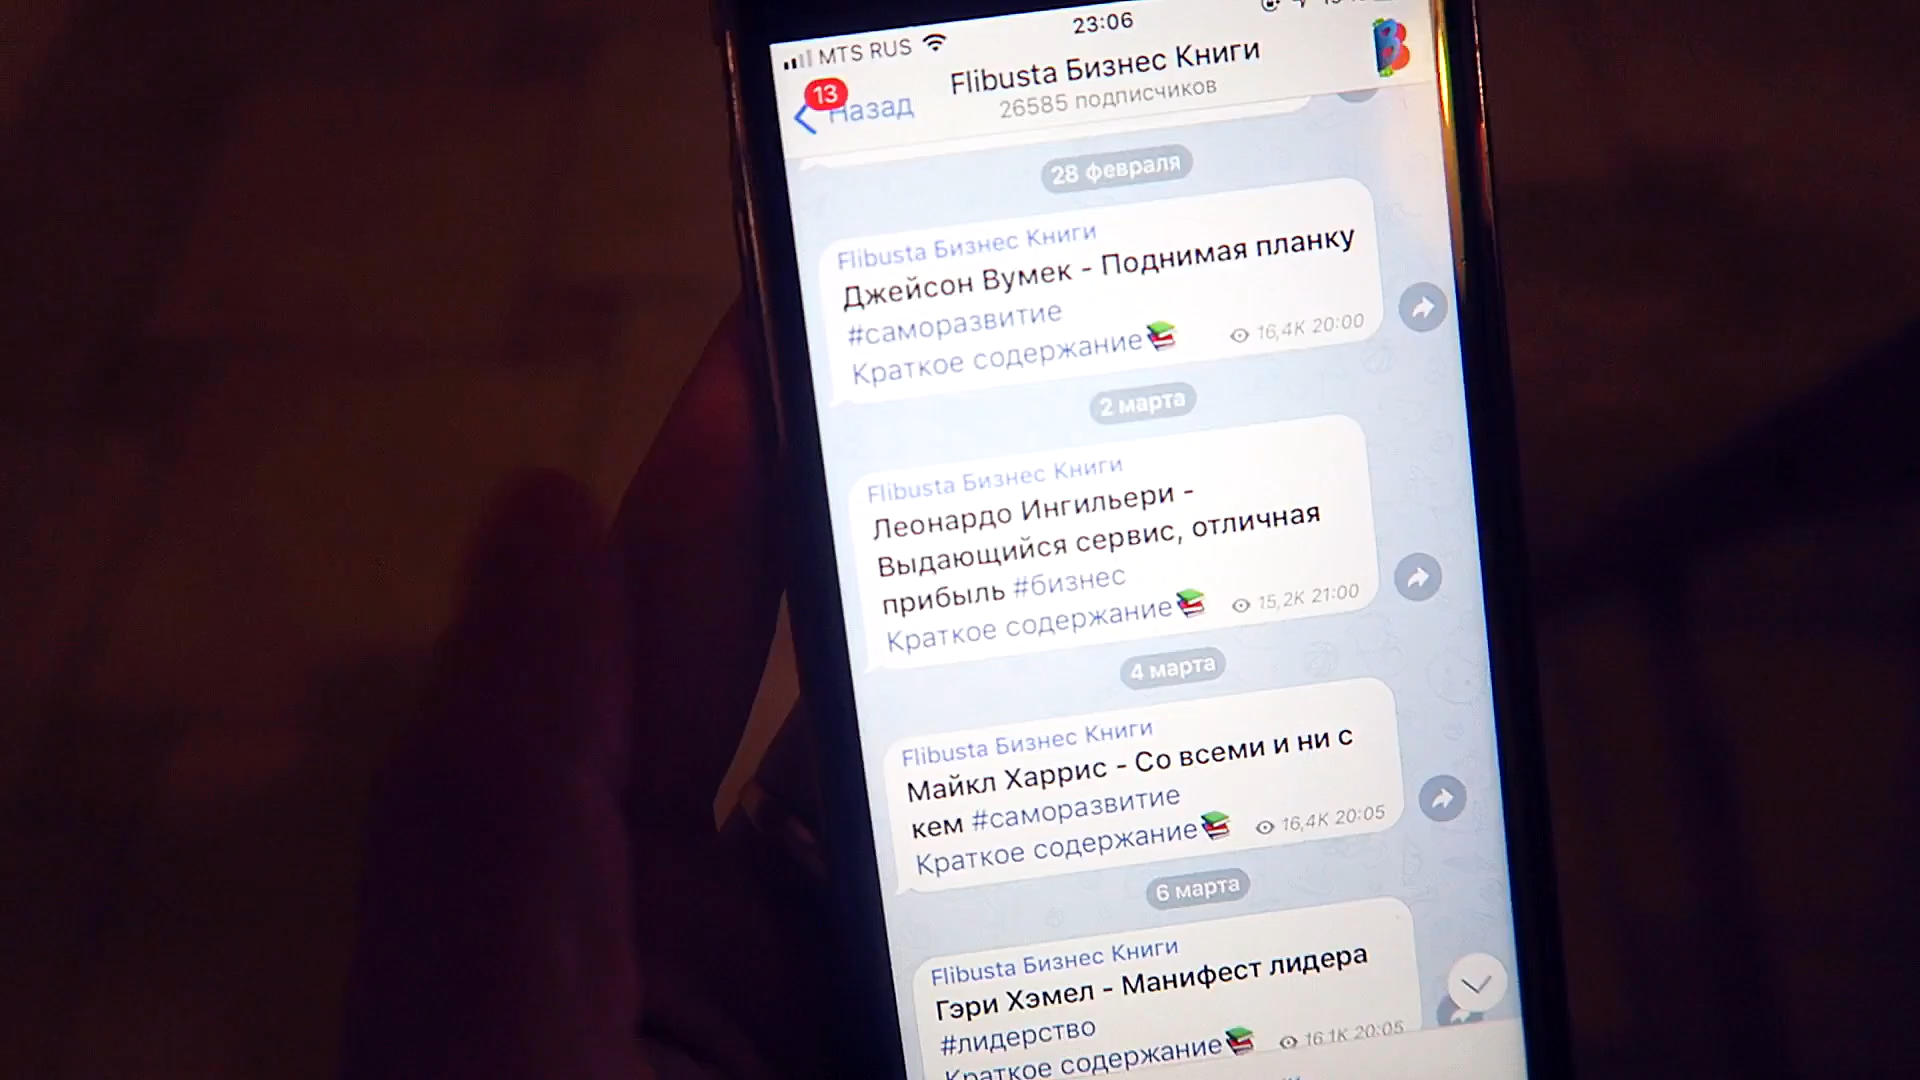 MTS RUS
23:06
13
Назад
Flibusta Бизнес Книги
26585 подписчиков
28 февраля
Flibusta Бизнес Книги
Джейсон Вумек - Поднимая планку
#саморазвитие
Краткое содержание
16,4K 20:00
2 марта
Flibusta Бизнес Книги
Леонардо Ингильери -
Выдающийся сервис, отличная
прибыль #бизнес
Краткое содержание
15,2K 21:00
4 марта
Flibusta Бизнес Книги
Майкл Харрис - Со всеми и ни с
кем #саморазвитие
Краткое содержание
16,4K 20:05
6 марта
Flibusta Бизнес Книги
Гэри Хэмел - Манифест лидера
#лидерство
Краткое содержание
16,1K 20:05